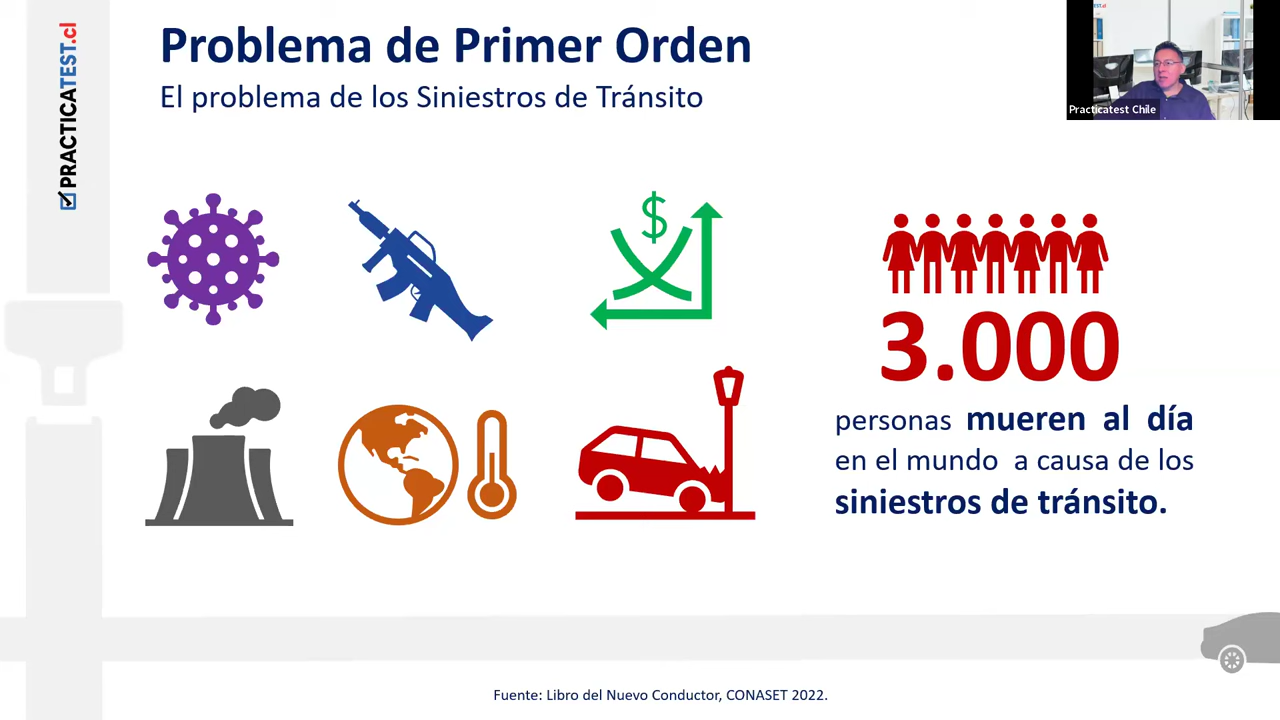 PRACTICATEST.cl
Problema de Primer Orden
El problema de los Siniestros de Tránsito
Practicatest Chile
$
3.000
personas mueren al día
en el mundo a causa de los
siniestros de tránsito.
Fuente: Libro del Nuevo Conductor, CONASET 2022.